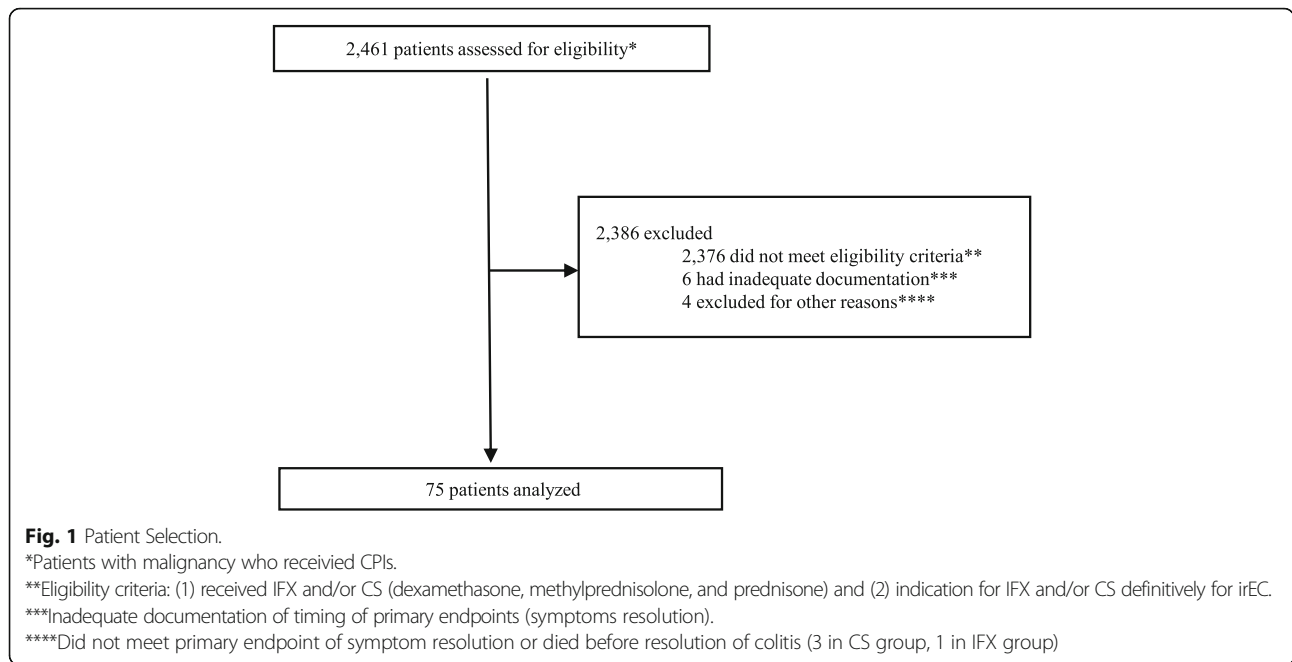 2,461 patients assessed for eligibility*
2,386 excluded
2,376 did not meet eligibility criteria**
6 had inadequate documentation***
4 excluded for other reasons****
75 patients analyzed
Fig. 1 Patient Selection.
*Patients with malignancy who receivied CPIs.
**Eligibility criteria: (1) received IFX and/or CS (dexamethasone, methylprednisolone, and prednisone) and (2) indication for IFX and/or CS definitively for irEC.
***Inadequate documentation of timing of primary endpoints (symptoms resolution).
****Did not meet primary endpoint of symptom resolution or died before resolution of colitis (3 in CS group, 1 in IFX group)